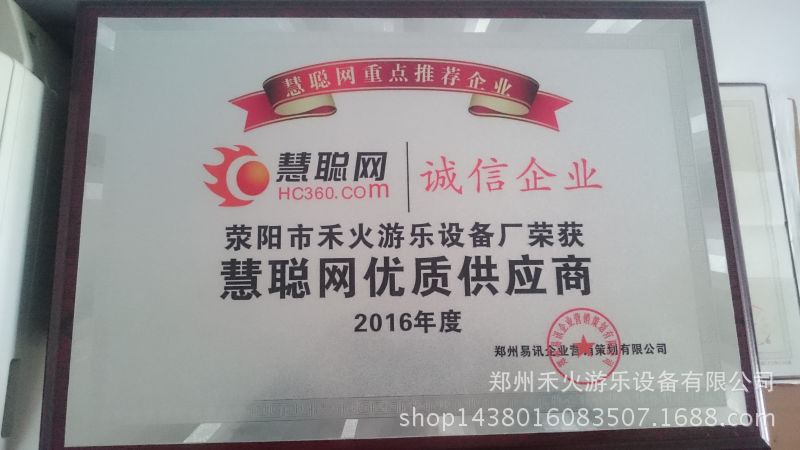 慧聪网重点推荐企业
慧聪网
HC360.com
诚信企业
荥阳市禾火游乐设备厂荣获
慧聪网优质供应商
2016年度
郑州易讯企业营销策划有限公司
郑州禾火游乐设备有限公司
shop1438016083507.1688.com